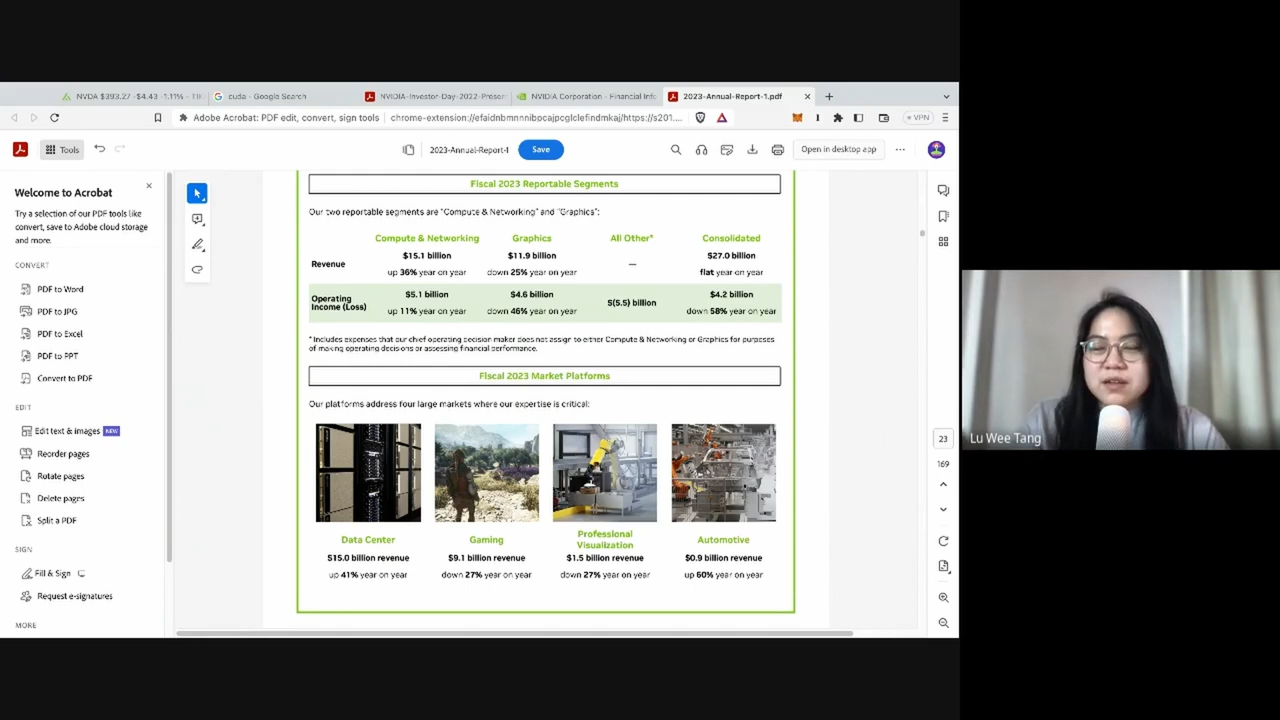 NVDA $393.27 -$4.43 -1.11% - TIK
cuda - Google Search
NVIDIA-Investor-Day-2022-Presen
NVIDIA Corporation - Financial Info
2023-Annual-Report-1.pdf
Adobe Acrobat: PDF edit, convert, sign tools
chrome-extension://efaidnbmnnnibpcajpcglclefindmkaj/https://s201....
VPN
Tools
2023-Annual-Report-1
Save
Open in desktop app
Welcome to Acrobat
Try a selection of our PDF tools like
convert, save to Adobe cloud storage
and more.
CONVERT
PDF to Word
PDF to JPG
PDF to Excel
PDF to PPT
Convert to PDF
EDIT
Edit text & images NEW
Reorder pages
Rotate pages
Delete pages
Split a PDF
SIGN
Fill & Sign
Request e-signatures
MORE
Fiscal 2023 Reportable Segments
Our two reportable segments are "Compute & Networking" and "Graphics":
Compute & Networking Graphics All Other* Consolidated
Revenue
$15.1 billion $11.9 billion — $27.0 billion
up 36% year on year down 25% year on year flat year on year
Operating
Income (Loss)
$5.1 billion $4.6 billion $(5.5) billion $4.2 billion
up 11% year on year down 46% year on year down 58% year on year
* Includes expenses that our chief operating decision maker does not assign to either Compute & Networking or Graphics for purposes
of making operating decisions or assessing financial performance.
Fiscal 2023 Market Platforms
Our platforms address four large markets where our expertise is critical:
Data Center
$15.0 billion revenue
up 41% year on year
Gaming
$9.1 billion revenue
down 27% year on year
Professional
Visualization
$1.5 billion revenue
down 27% year on year
Automotive
$0.9 billion revenue
up 60% year on year
23
169
Lu Wee Tang